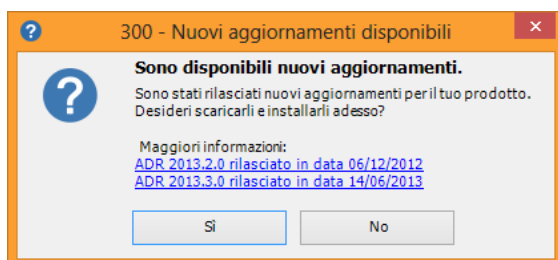 300 - Nuovi aggiornamenti disponibili
Sono disponibili nuovi aggiornamenti.
Sono stati rilasciati nuovi aggiornamenti per il tuo prodotto.
Desideri scaricarli e installarli adesso?
Maggiori informazioni:
ADR 2013.2.0 rilasciato in data 06/12/2012
ADR 2013.3.0 rilasciato in data 14/06/2013
Sì No